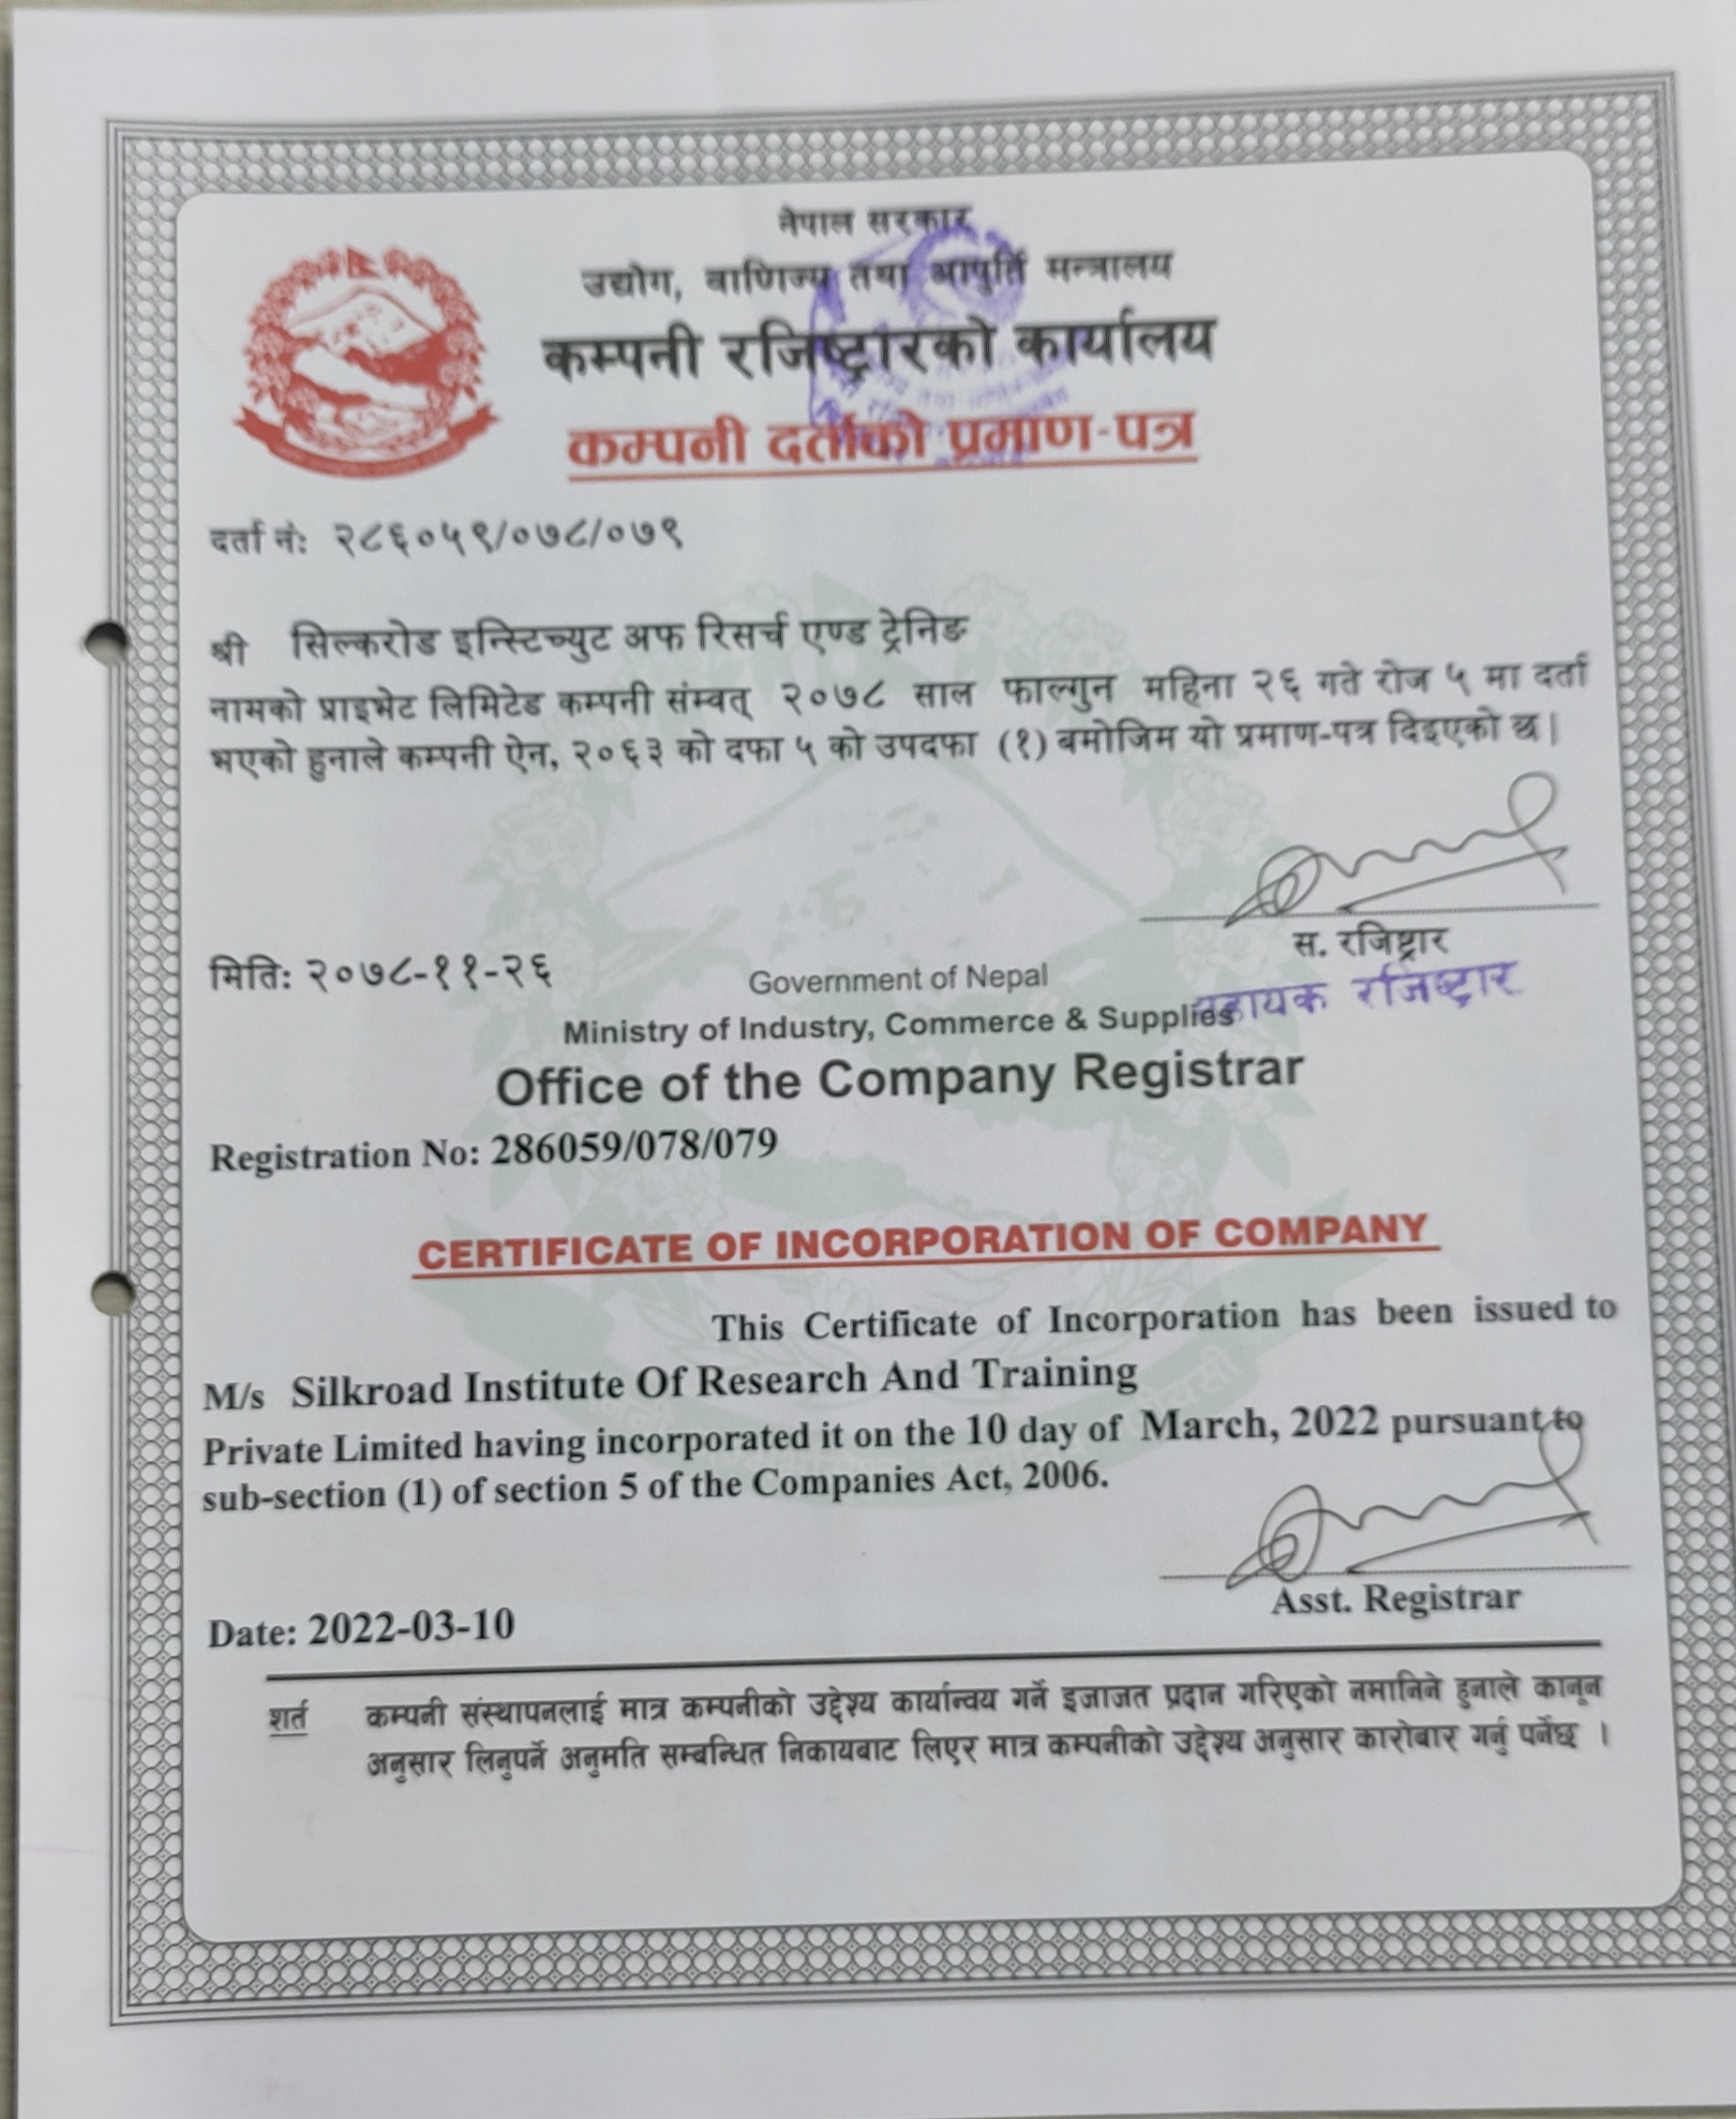 नेपाल सरकार
उद्योग, वाणिज्य तथा आपुर्ति मन्त्रालय
कम्पनी रजिष्ट्रारको कार्यालय
कम्पनी दर्ताको प्रमाण-पत्र
दर्ता नं: २८६०५९/०७८/०७९
श्री सिल्करोड इन्स्टिच्युट अफ रिसर्च एण्ड ट्रेनिङ
नामको प्राइभेट लिमिटेड कम्पनी संम्वत् २०७८ साल फाल्गुन महिना २६ गते रोज ५ मा दर्ता
भएको हुनाले कम्पनी ऐन, २०६३ को दफा ५ को उपदफा (१) बमोजिम यो प्रमाण-पत्र दिइएको छ।
स. रजिष्ट्रार
सहायक रजिष्ट्रार
मिति: २०७८-११-२६
Government of Nepal
Ministry of Industry, Commerce & Supplies
Office of the Company Registrar
Registration No: 286059/078/079
CERTIFICATE OF INCORPORATION OF COMPANY
This Certificate of Incorporation has been issued to
M/s Silkroad Institute Of Research And Training
Private Limited having incorporated it on the 10 day of March, 2022 pursuant to
sub-section (1) of section 5 of the Companies Act, 2006.
Asst. Registrar
Date: 2022-03-10
शर्त कम्पनी संस्थापनलाई मात्र कम्पनीको उद्देश्य कार्यान्वय गर्ने इजाजत प्रदान गरिएको नमानिने हुनाले कानून
अनुसार लिनुपर्ने अनुमति सम्बन्धित निकायबाट लिएर मात्र कम्पनीको उद्देश्य अनुसार कारोबार गर्नु पर्नेछ ।